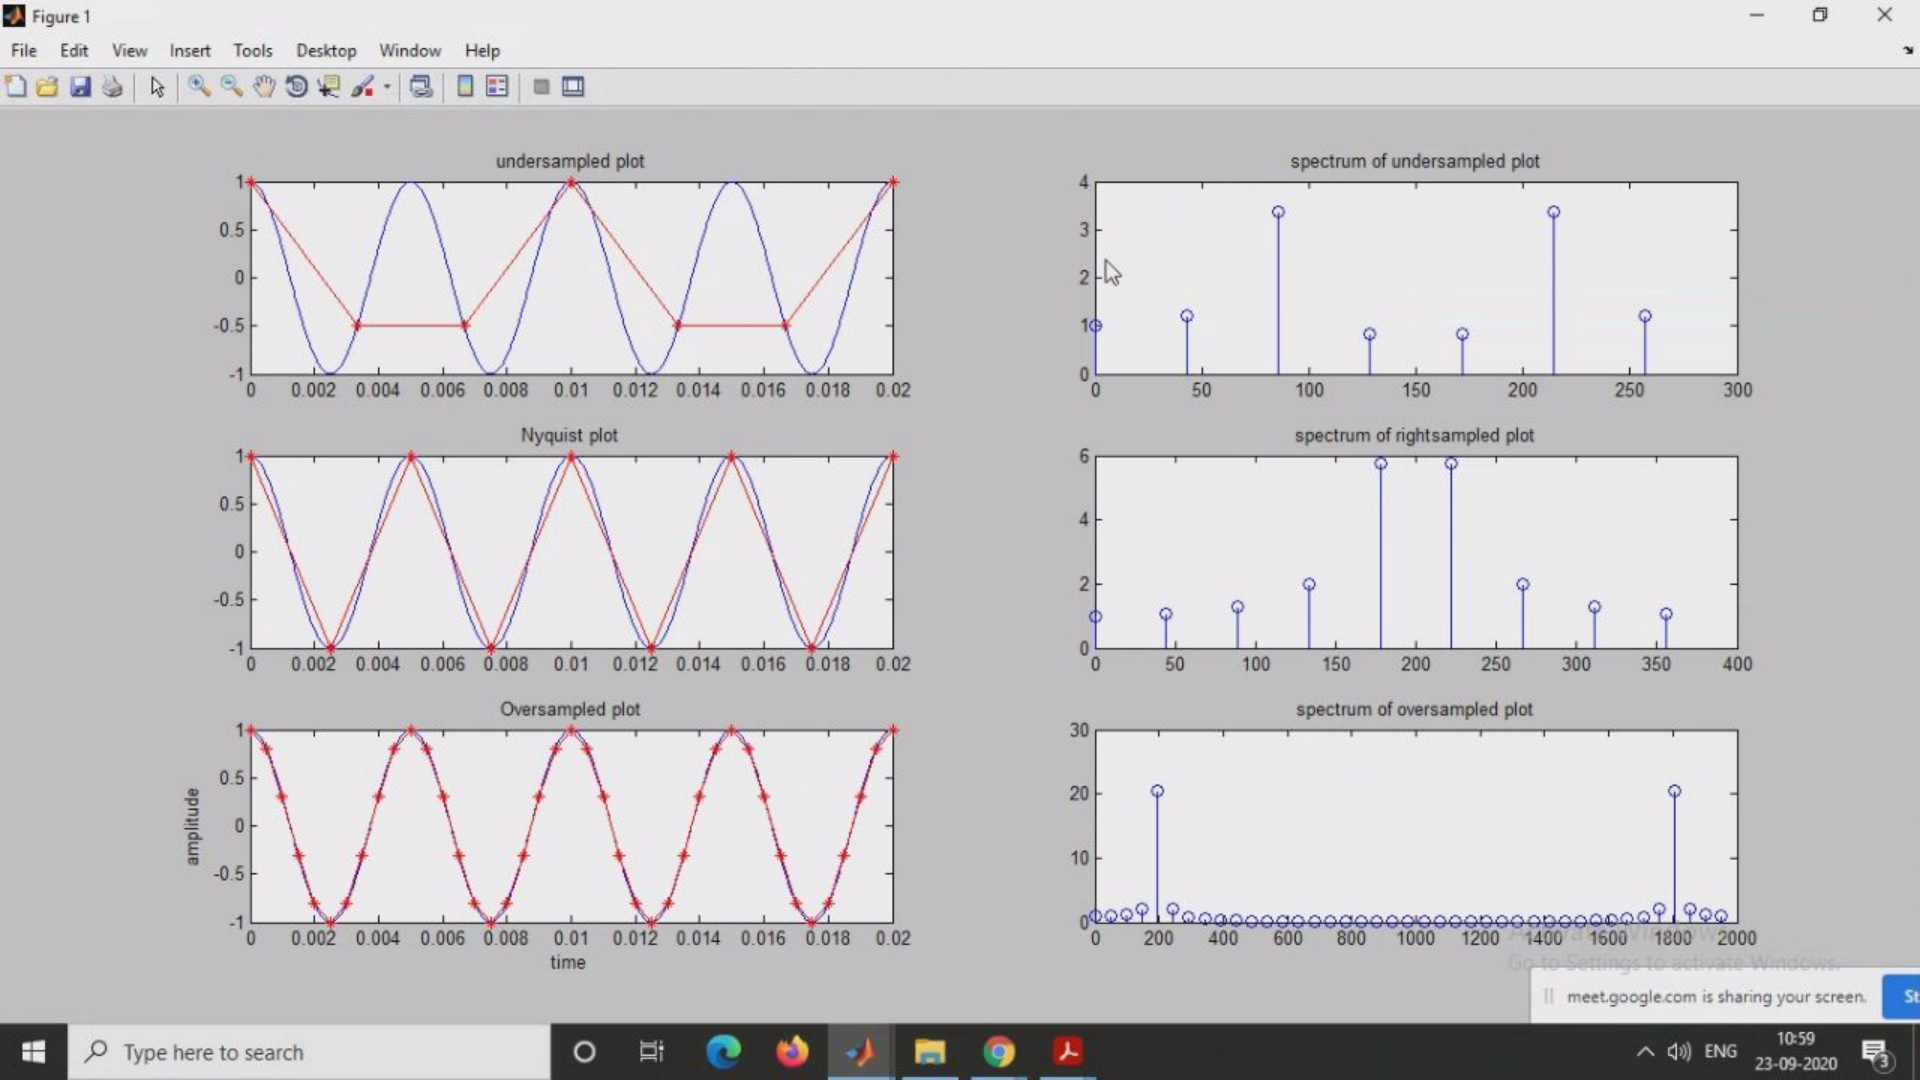 Figure 1
File Edit View Insert Tools Desktop Window Help
undersampled plot
1
0.5
0
-0.5
-1
0 0.002 0.004 0.006 0.008 0.01 0.012 0.014 0.016 0.018 0.02
spectrum of undersampled plot
4
3
2
1
0
0 50 100 150 200 250 300
Nyquist plot
1
0.5
0
-0.5
-1
0 0.002 0.004 0.006 0.008 0.01 0.012 0.014 0.016 0.018 0.02
spectrum of rightsampled plot
6
4
2
0
0 50 100 150 200 250 300 350 400
Oversampled plot
amplitude
1
0.5
0
-0.5
-1
0 0.002 0.004 0.006 0.008 0.01 0.012 0.014 0.016 0.018 0.02
time
spectrum of oversampled plot
30
20
10
0
0 200 400 600 800 1000 1200 1400 1600 1800 2000
Activate Windows
Go to Settings to activate Windows.
meet.google.com is sharing your screen.
St
Type here to search
ENG
10:59
23-09-2020
3